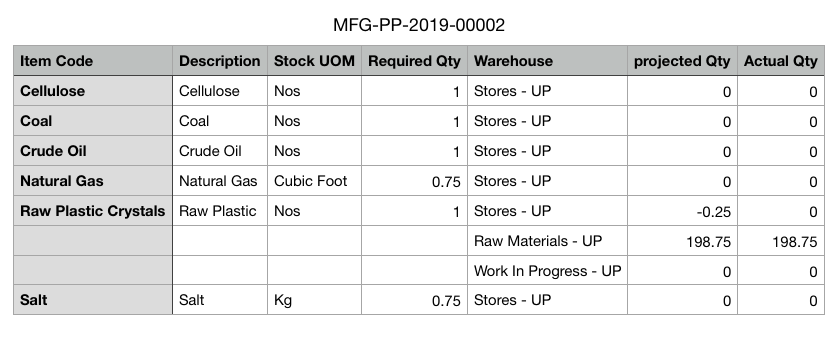 MFG-PP-2019-00002
Item Code Description Stock UOM Required Qty Warehouse projected Qty Actual Qty
Cellulose Cellulose Nos 1 Stores - UP 0 0
Coal Coal Nos 1 Stores - UP 0 0
Crude Oil Crude Oil Nos 1 Stores - UP 0 0
Natural Gas Natural Gas Cubic Foot 0.75 Stores - UP 0 0
Raw Plastic Crystals Raw Plastic Nos 1 Stores - UP -0.25 0
Raw Materials - UP 198.75 198.75
Work In Progress - UP 0 0
Salt Salt Kg 0.75 Stores - UP 0 0